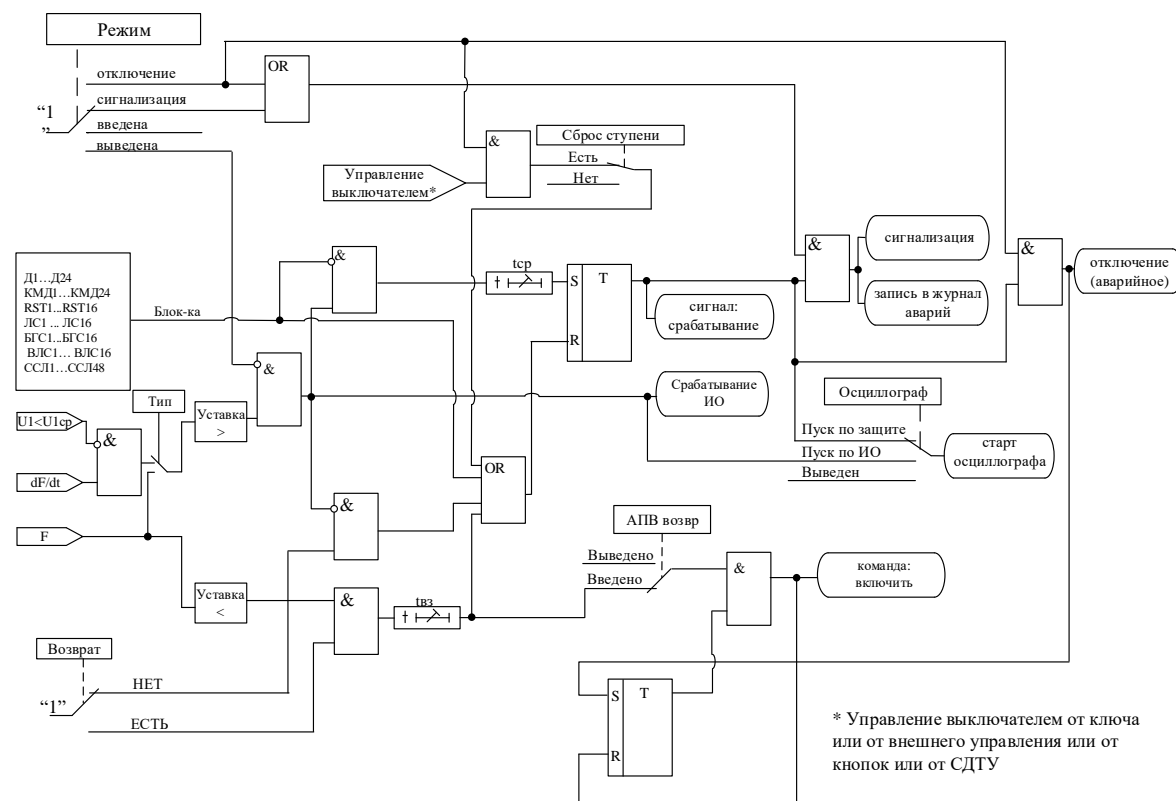 Режим
отключение
OR
сигнализация
“1
”
введена
выведена
&
Сброс ступени
Есть
Нет
Управление
выключателем*
Д1…Д24
КМД1…КМД24
RST1...RST16
ЛС1 ... ЛС16
БГС1...БГС16
ВЛС1… ВЛС16
ССЛ1…ССЛ48
Блок-ка
&
tср
S
T
R
сигнал:
срабатывание
&
сигнализация
запись в журнал
аварий
&
отключение
(аварийное)
&
Тип
U1<U1ср
&
dF/dt
Уставка
>
Срабатывание
ИО
Осциллограф
Пуск по защите
Пуск по ИО
Выведен
старт
осциллографа
OR
F
&
Уставка
<
&
tвз
АПВ возвр
Выведено
Введено
&
команда:
включить
Возврат
“1”
НЕТ
ЕСТЬ
S
T
R
* Управление выключателем от ключа
или от внешнего управления или от
кнопок или от СДТУ